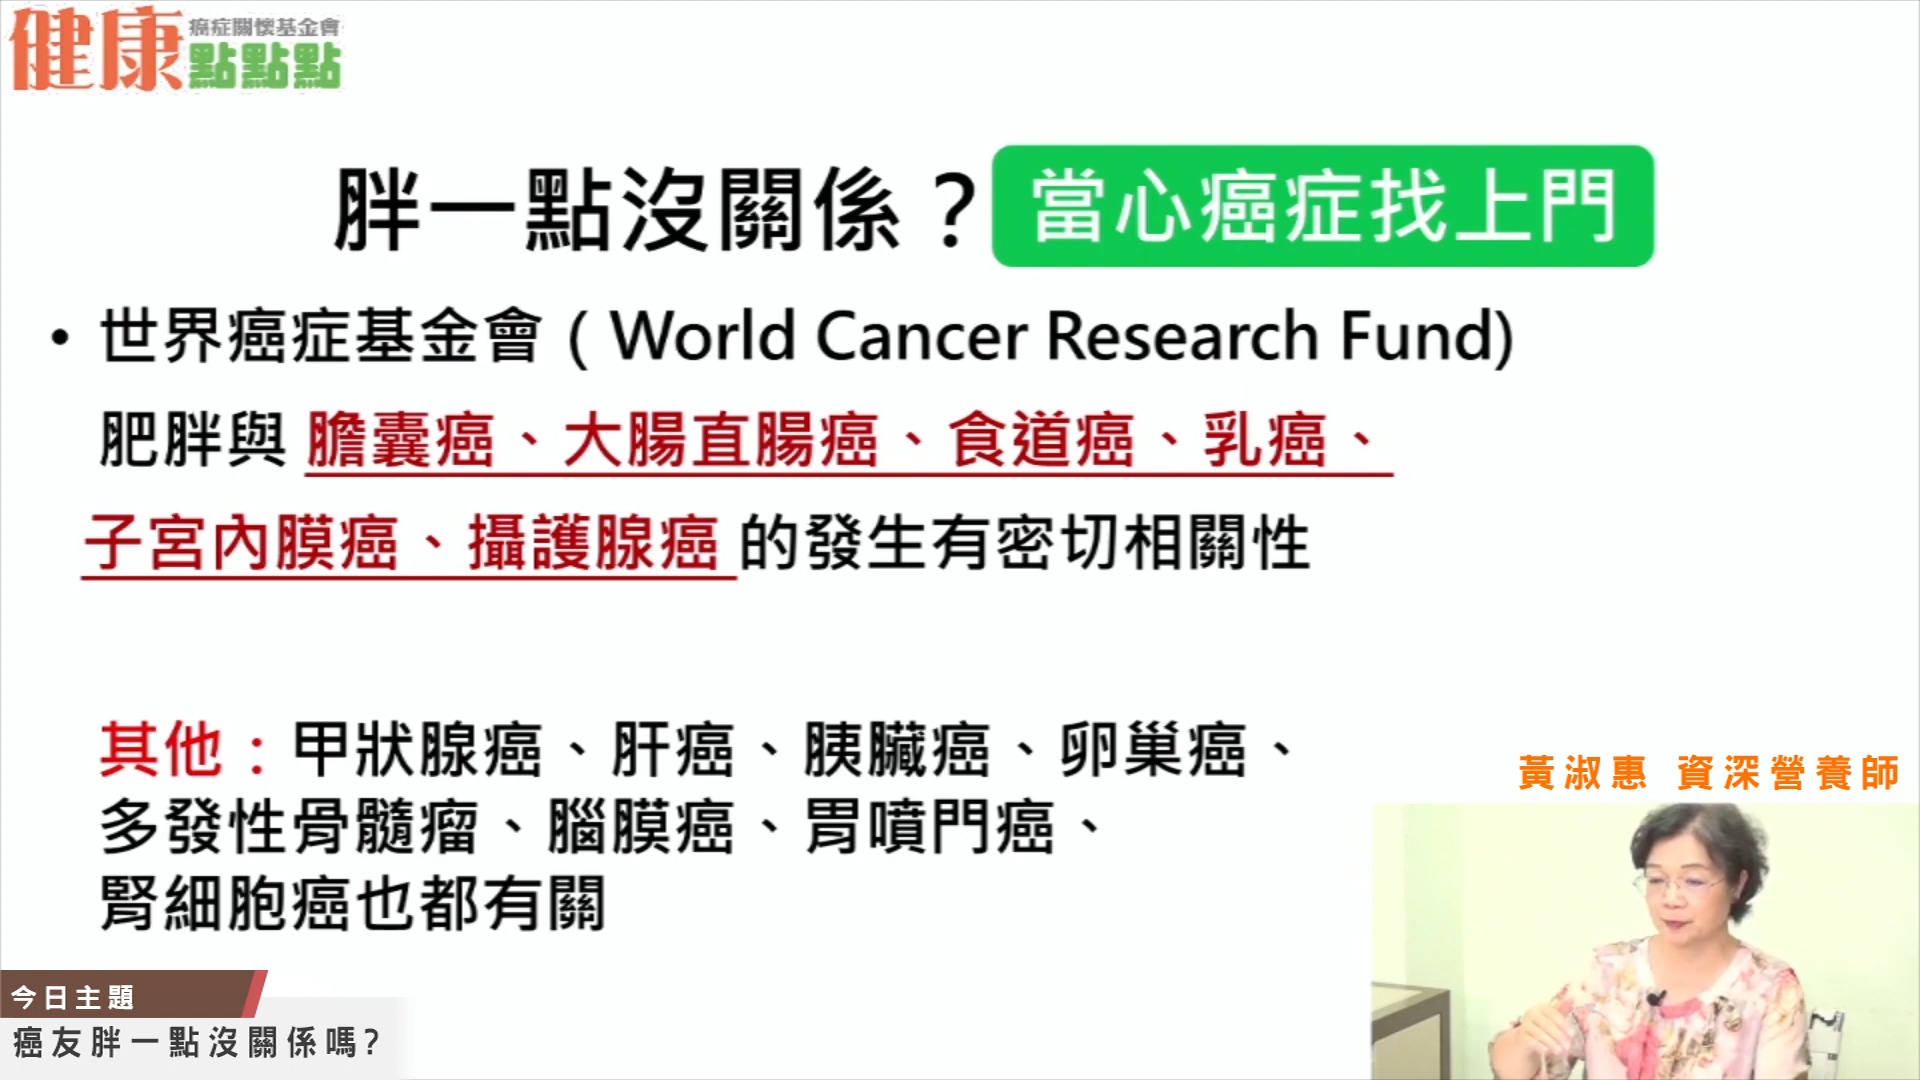 健康
癌症關懷基金會
點點點
胖一點沒關係？當心癌症找上門
• 世界癌症基金會（World Cancer Research Fund)
肥胖與 膽囊癌、大腸直腸癌、食道癌、乳癌、
子宮內膜癌、攝護腺癌 的發生有密切相關性
其他：甲狀腺癌、肝癌、胰臟癌、卵巢癌、
多發性骨髓瘤、腦膜癌、胃噴門癌、
腎細胞癌也都有關
黃淑惠 資深營養師
今日主題
癌友胖一點沒關係嗎?